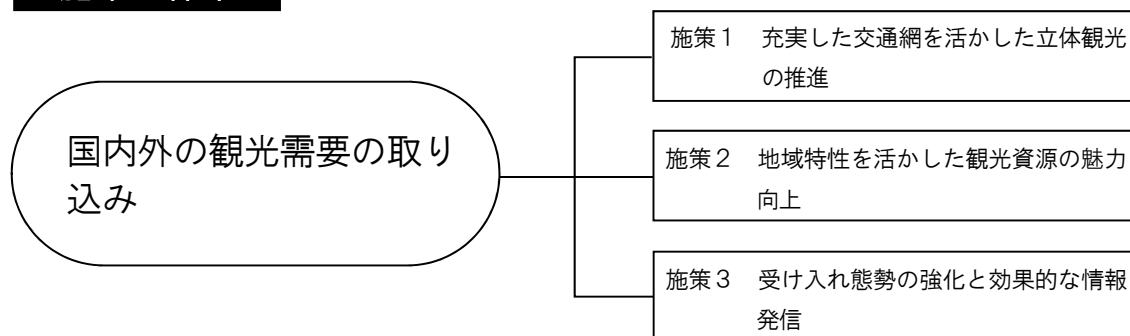 国内外の観光需要の取り
込み
施策１　充実した交通網を活かした立体観光
の推進
施策２　地域特性を活かした観光資源の魅力
向上
施策３　受け入れ態勢の強化と効果的な情報
発信